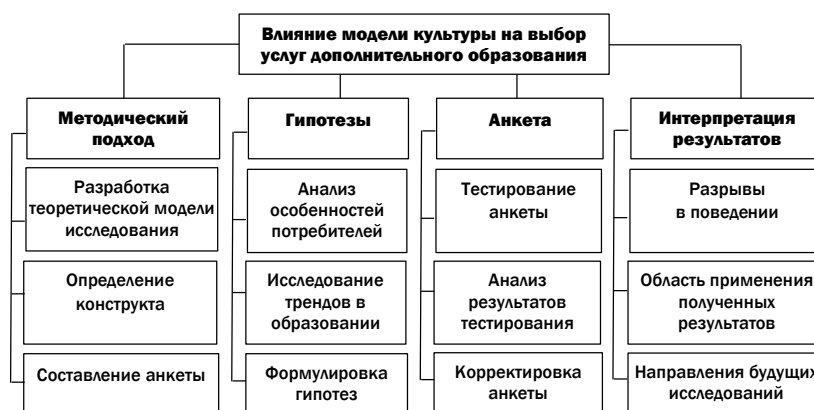 Влияние модели культуры на выбор
услуг дополнительного образования
Методический
подход
Разработка
теоретической модели
исследования
Определение
конструкта
Составление анкеты
Гипотезы
Анализ
особенностей
потребителей
Исследование
трендов в
образовании
Формулировка
гипотез
Анкета
Тестирование
анкеты
Анализ
результатов
тестирования
Корректировка
анкеты
Интерпретация
результатов
Разрывы
в поведении
Область применения
полученных
результатов
Направления будущих
исследований